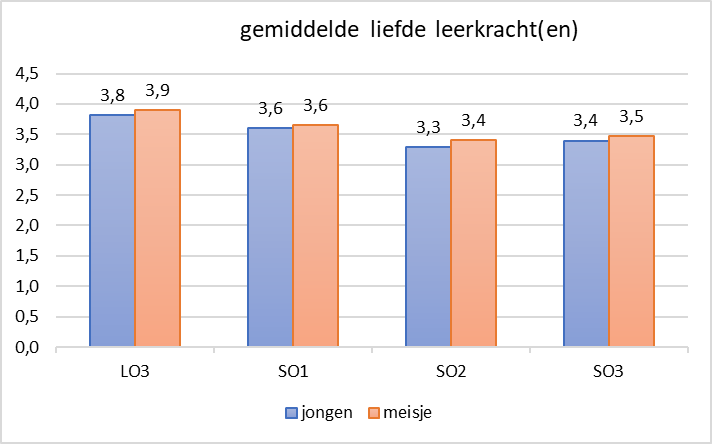 gemiddelde liefde leerkracht(en)
4,5
4,0
3,5
3,0
2,5
2,0
1,5
1,0
0,5
0,0
3,8 3,9 3,6 3,6 3,3 3,4 3,4 3,5
LO3 SO1 SO2 SO3
jongen meisje